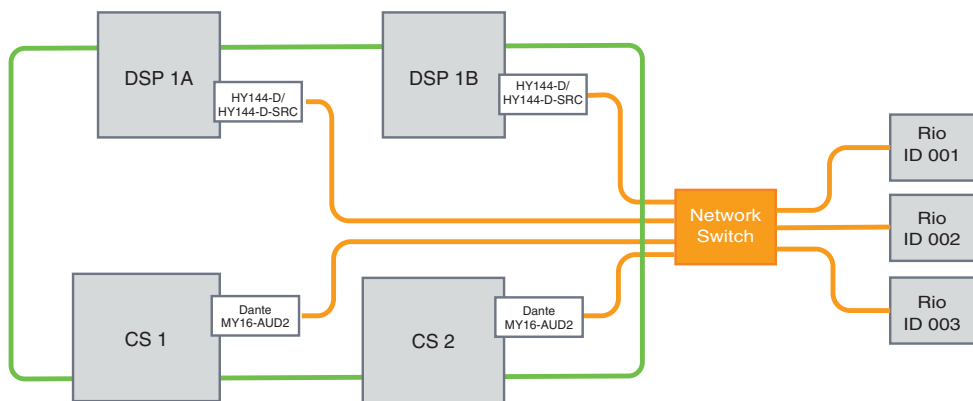 DSP 1A
HY144-D/
HY144-D-SRC
DSP 1B
HY144-D/
HY144-D-SRC
Rio
ID 001
Network
Switch
Rio
ID 002
Rio
ID 003
CS 1
Dante
MY16-AUD2
CS 2
Dante
MY16-AUD2